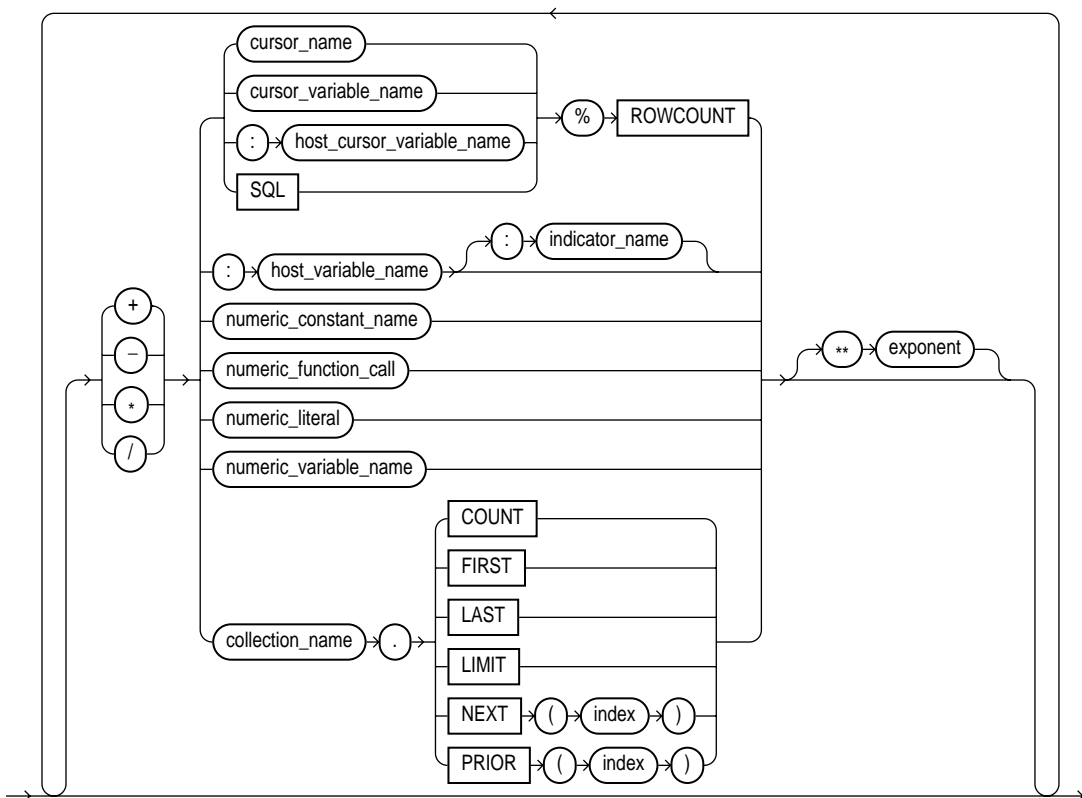 cursor_name
cursor_variable_name
% ROWCOUNT
: host_cursor_variable_name
SQL
: host_variable_name : indicator_name
+
numeric_constant_name
−
numeric_function_call
** exponent
*
numeric_literal
/
numeric_variable_name
COUNT
FIRST
LAST
collection_name .
LIMIT
NEXT ( index )
PRIOR ( index )